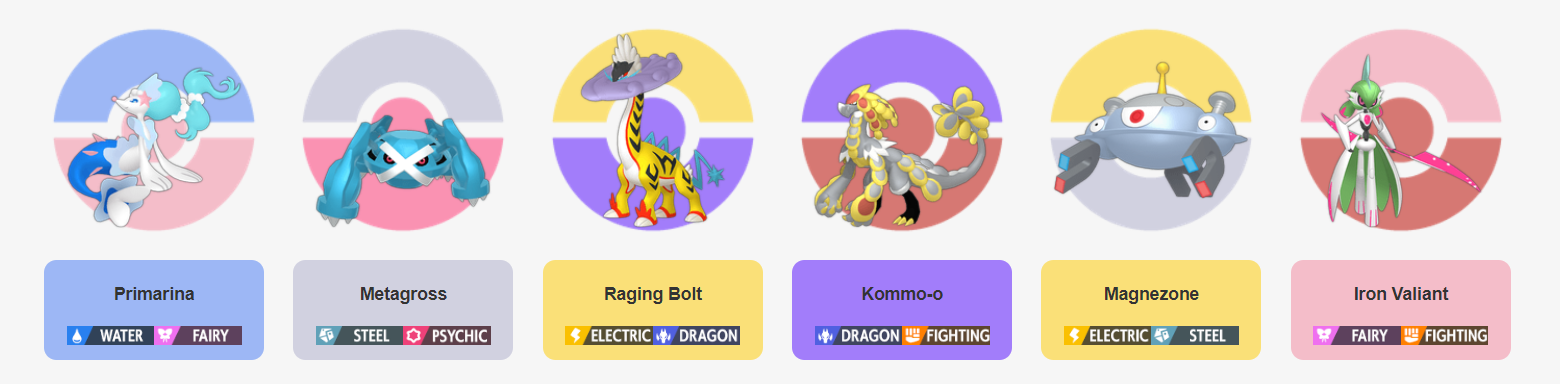 Primarina
WATER FAIRY
Metagross
STEEL PSYCHIC
Raging Bolt
ELECTRIC DRAGON
Kommo-o
DRAGON FIGHTING
Magnezone
ELECTRIC STEEL
Iron Valiant
FAIRY FIGHTING